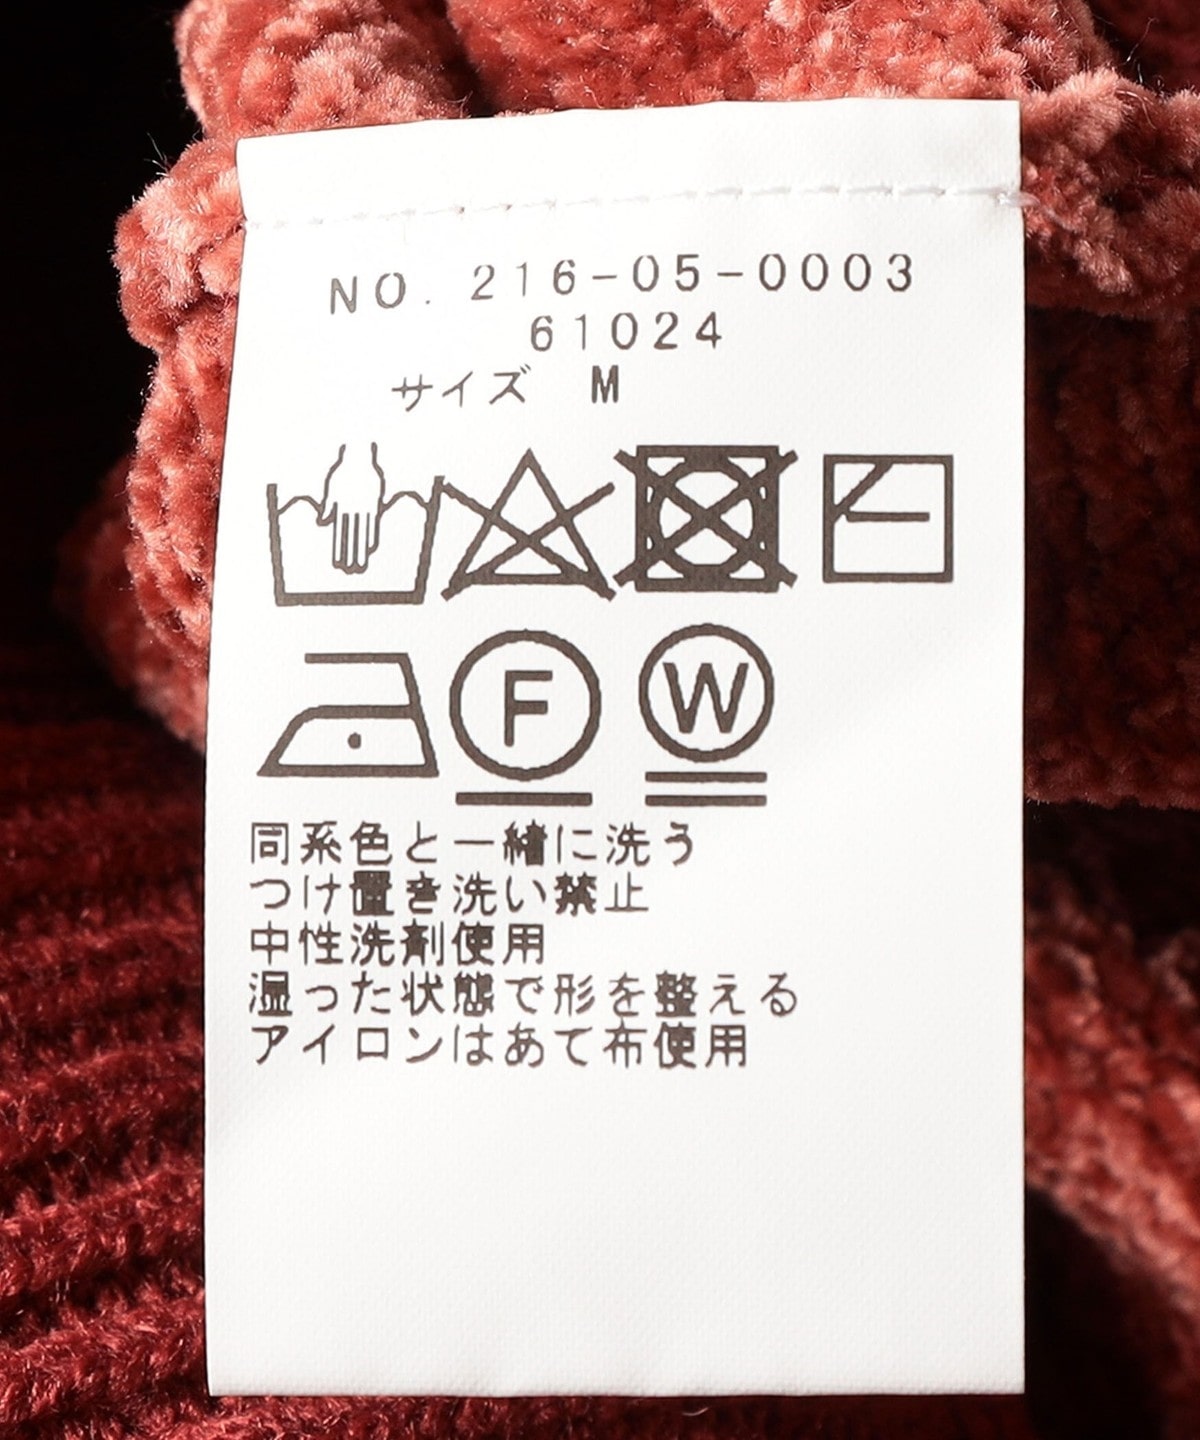 NO. 216-05-0003
61024
サイズ M
F W
同系色と一緒に洗う
つけ置き洗い禁止
中性洗剤使用
湿った状態で形を整える
アイロンはあて布使用